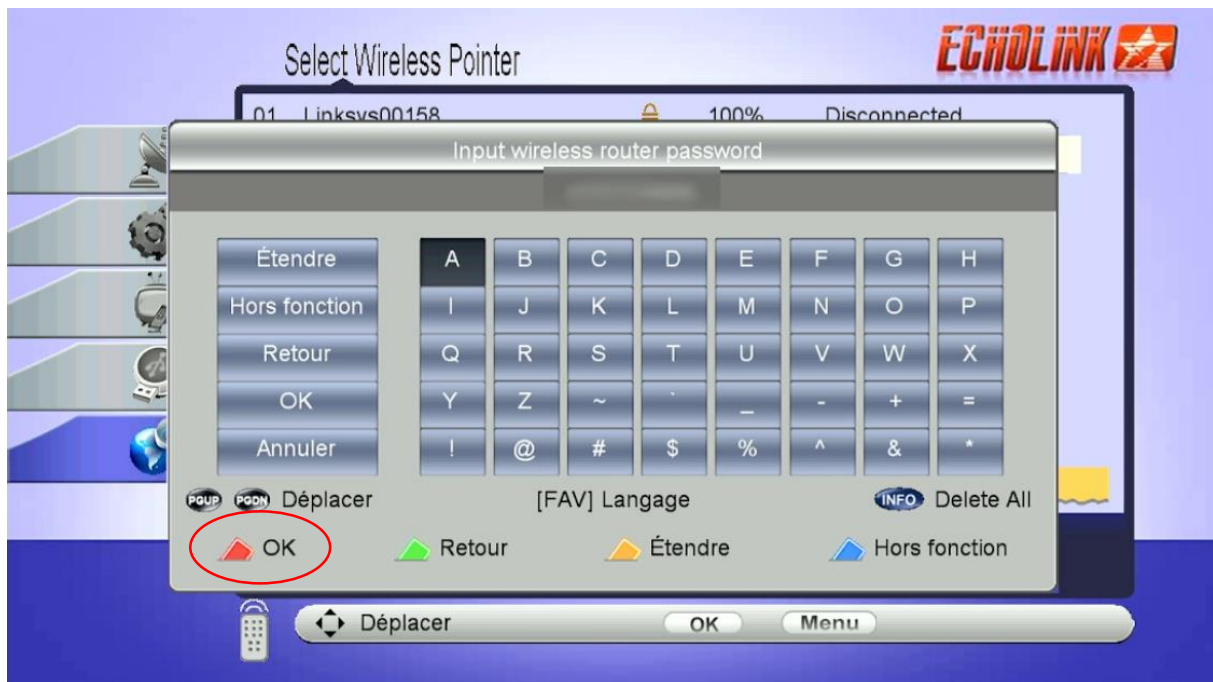 Select Wireless Pointer
ECHOLINK
01 Linksys00158 100% Disconnected
Input wireless router password
Étendre A B C D E F G H
Hors fonction I J K L M N O P
Retour Q R S T U V W X
OK Y Z ~ ` _ - + =
Annuler ! @ # $ % ^ & *
PGUP PGDN Déplacer [FAV] Langage INFO Delete All
OK Retour Étendre Hors fonction
Déplacer OK Menu